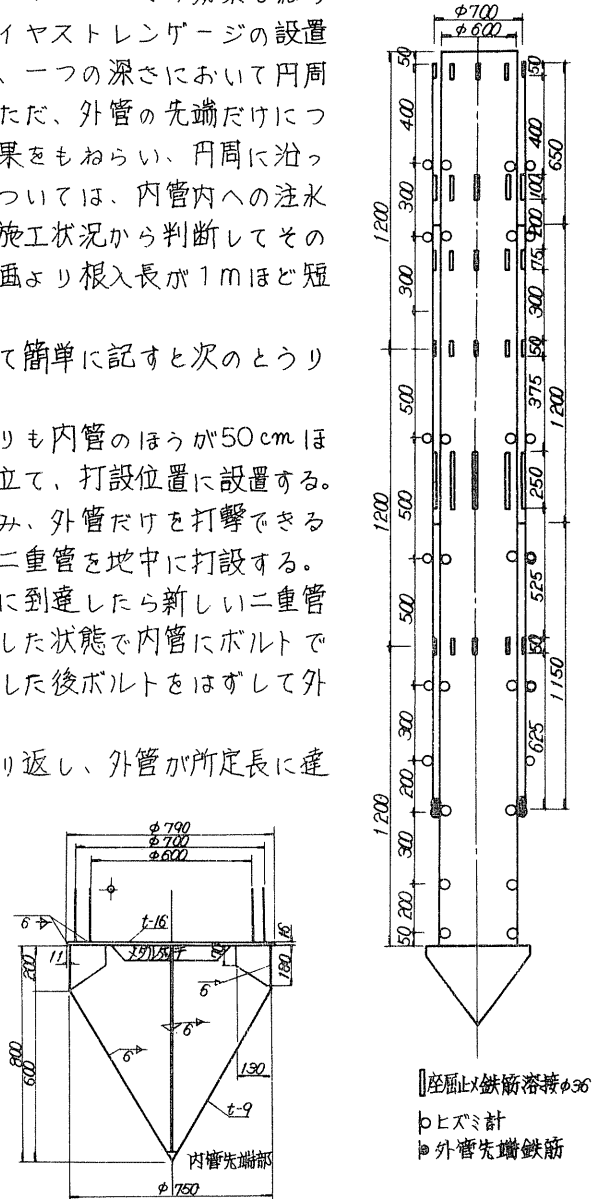 イヤストレンゲージの設置
、一つの深さにおいて円周
ただ、外管の先端だけにつ
果をもねらい、円周に沿っ
ついては、内管内への注水
施工状況から判断してその
画より根入長が1mほど短
て簡単に記すと次のとうり
りも内管のほうが50cmほ
立て、打設位置に設置する。
み、外管だけを打撃できる
二重管を地中に打設する。
に到達したら新しい二重管
した状態で内管にボルトで
した後ボルトをはずして外
り返し、外管が所定長に達
φ790
φ700
φ600
6
t-16
16
11
200
180
6
800
600
6
6
130
t-9
内管先端部
φ750
φ700
φ600
50
400
300
1200
300
500
1200
500
500
300
200
1200
300
200
50
50
400
650
100
200
75
300
50
375
1200
250
525
50
1150
625
座屈止メ鉄筋溶接φ36
ヒズミ計
外管先端鉄筋